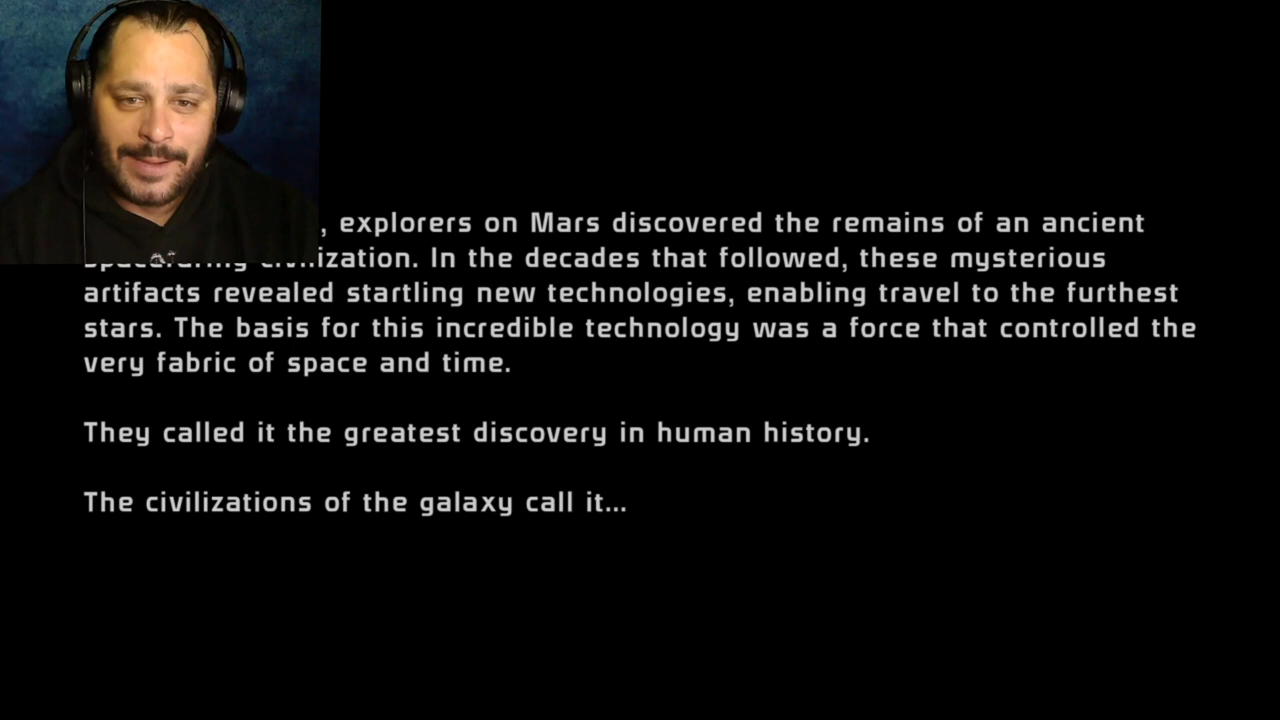 , explorers on Mars discovered the remains of an ancient
spacefaring civilization. In the decades that followed, these mysterious
artifacts revealed startling new technologies, enabling travel to the furthest
stars. The basis for this incredible technology was a force that controlled the
very fabric of space and time.
They called it the greatest discovery in human history.
The civilizations of the galaxy call it...